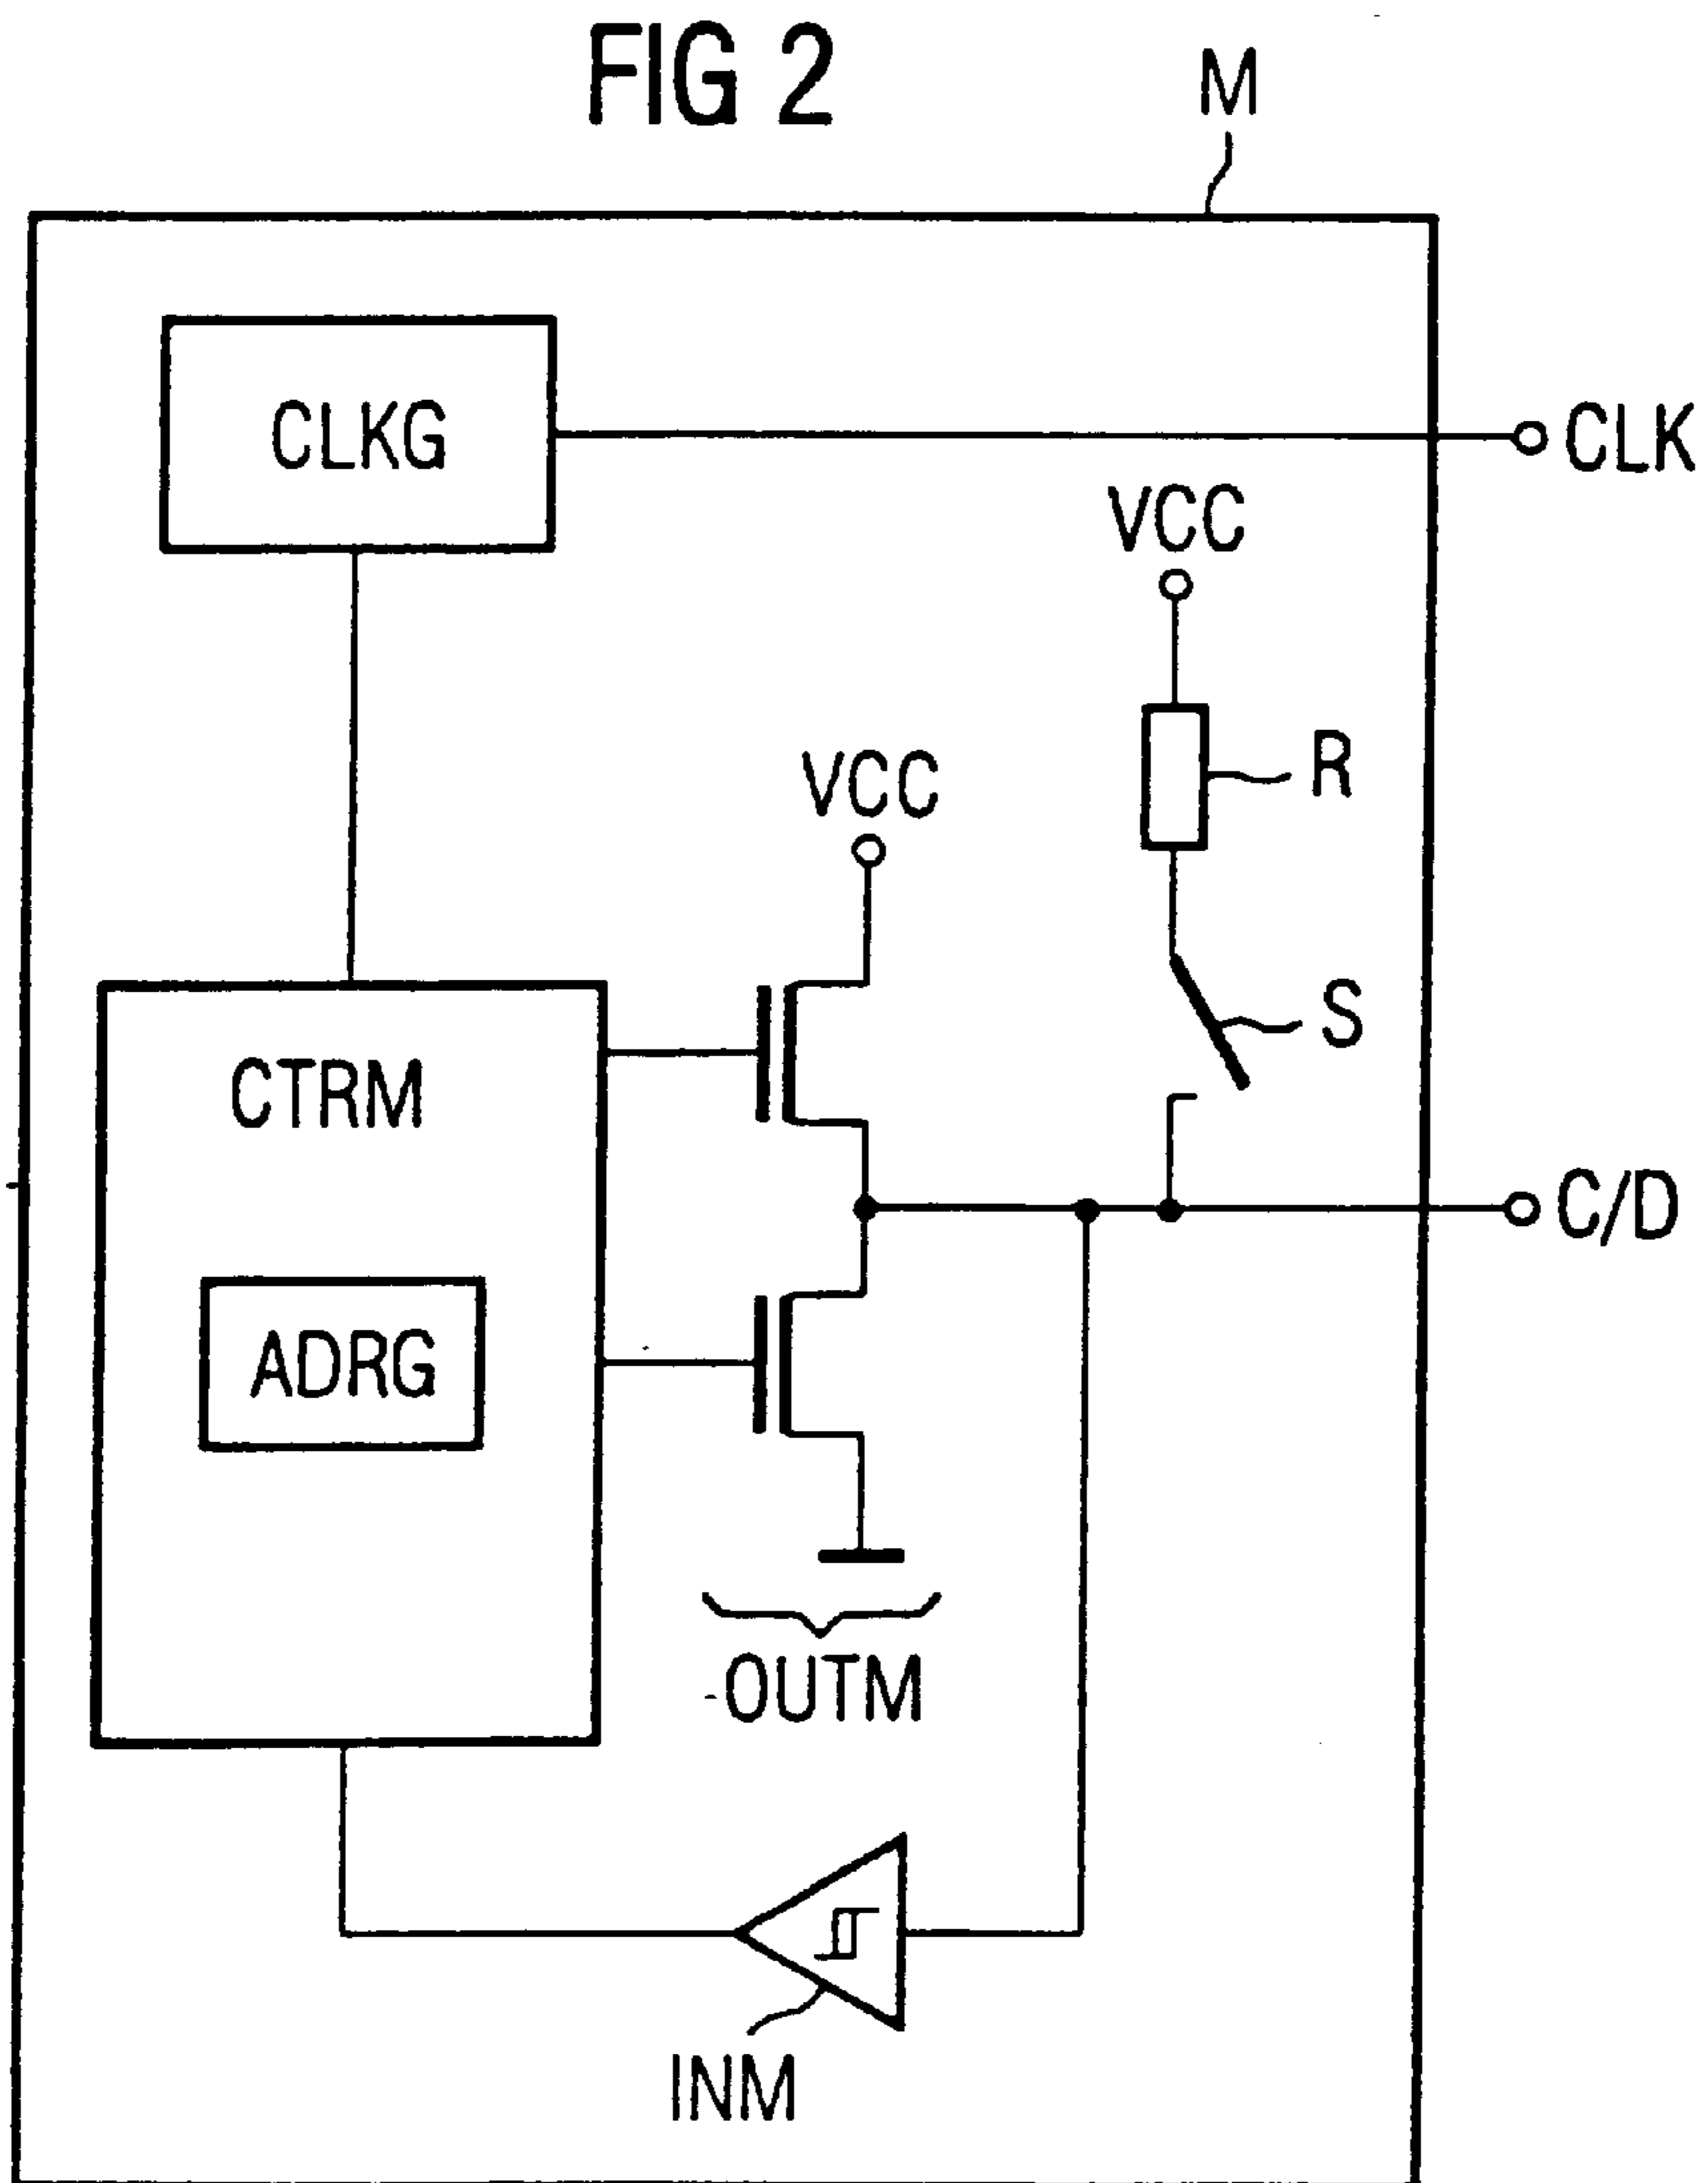 FIG 2
M
CLKG
CLK
VCC
R
VCC
S
CTRM
C/D
ADRG
OUTM
INM